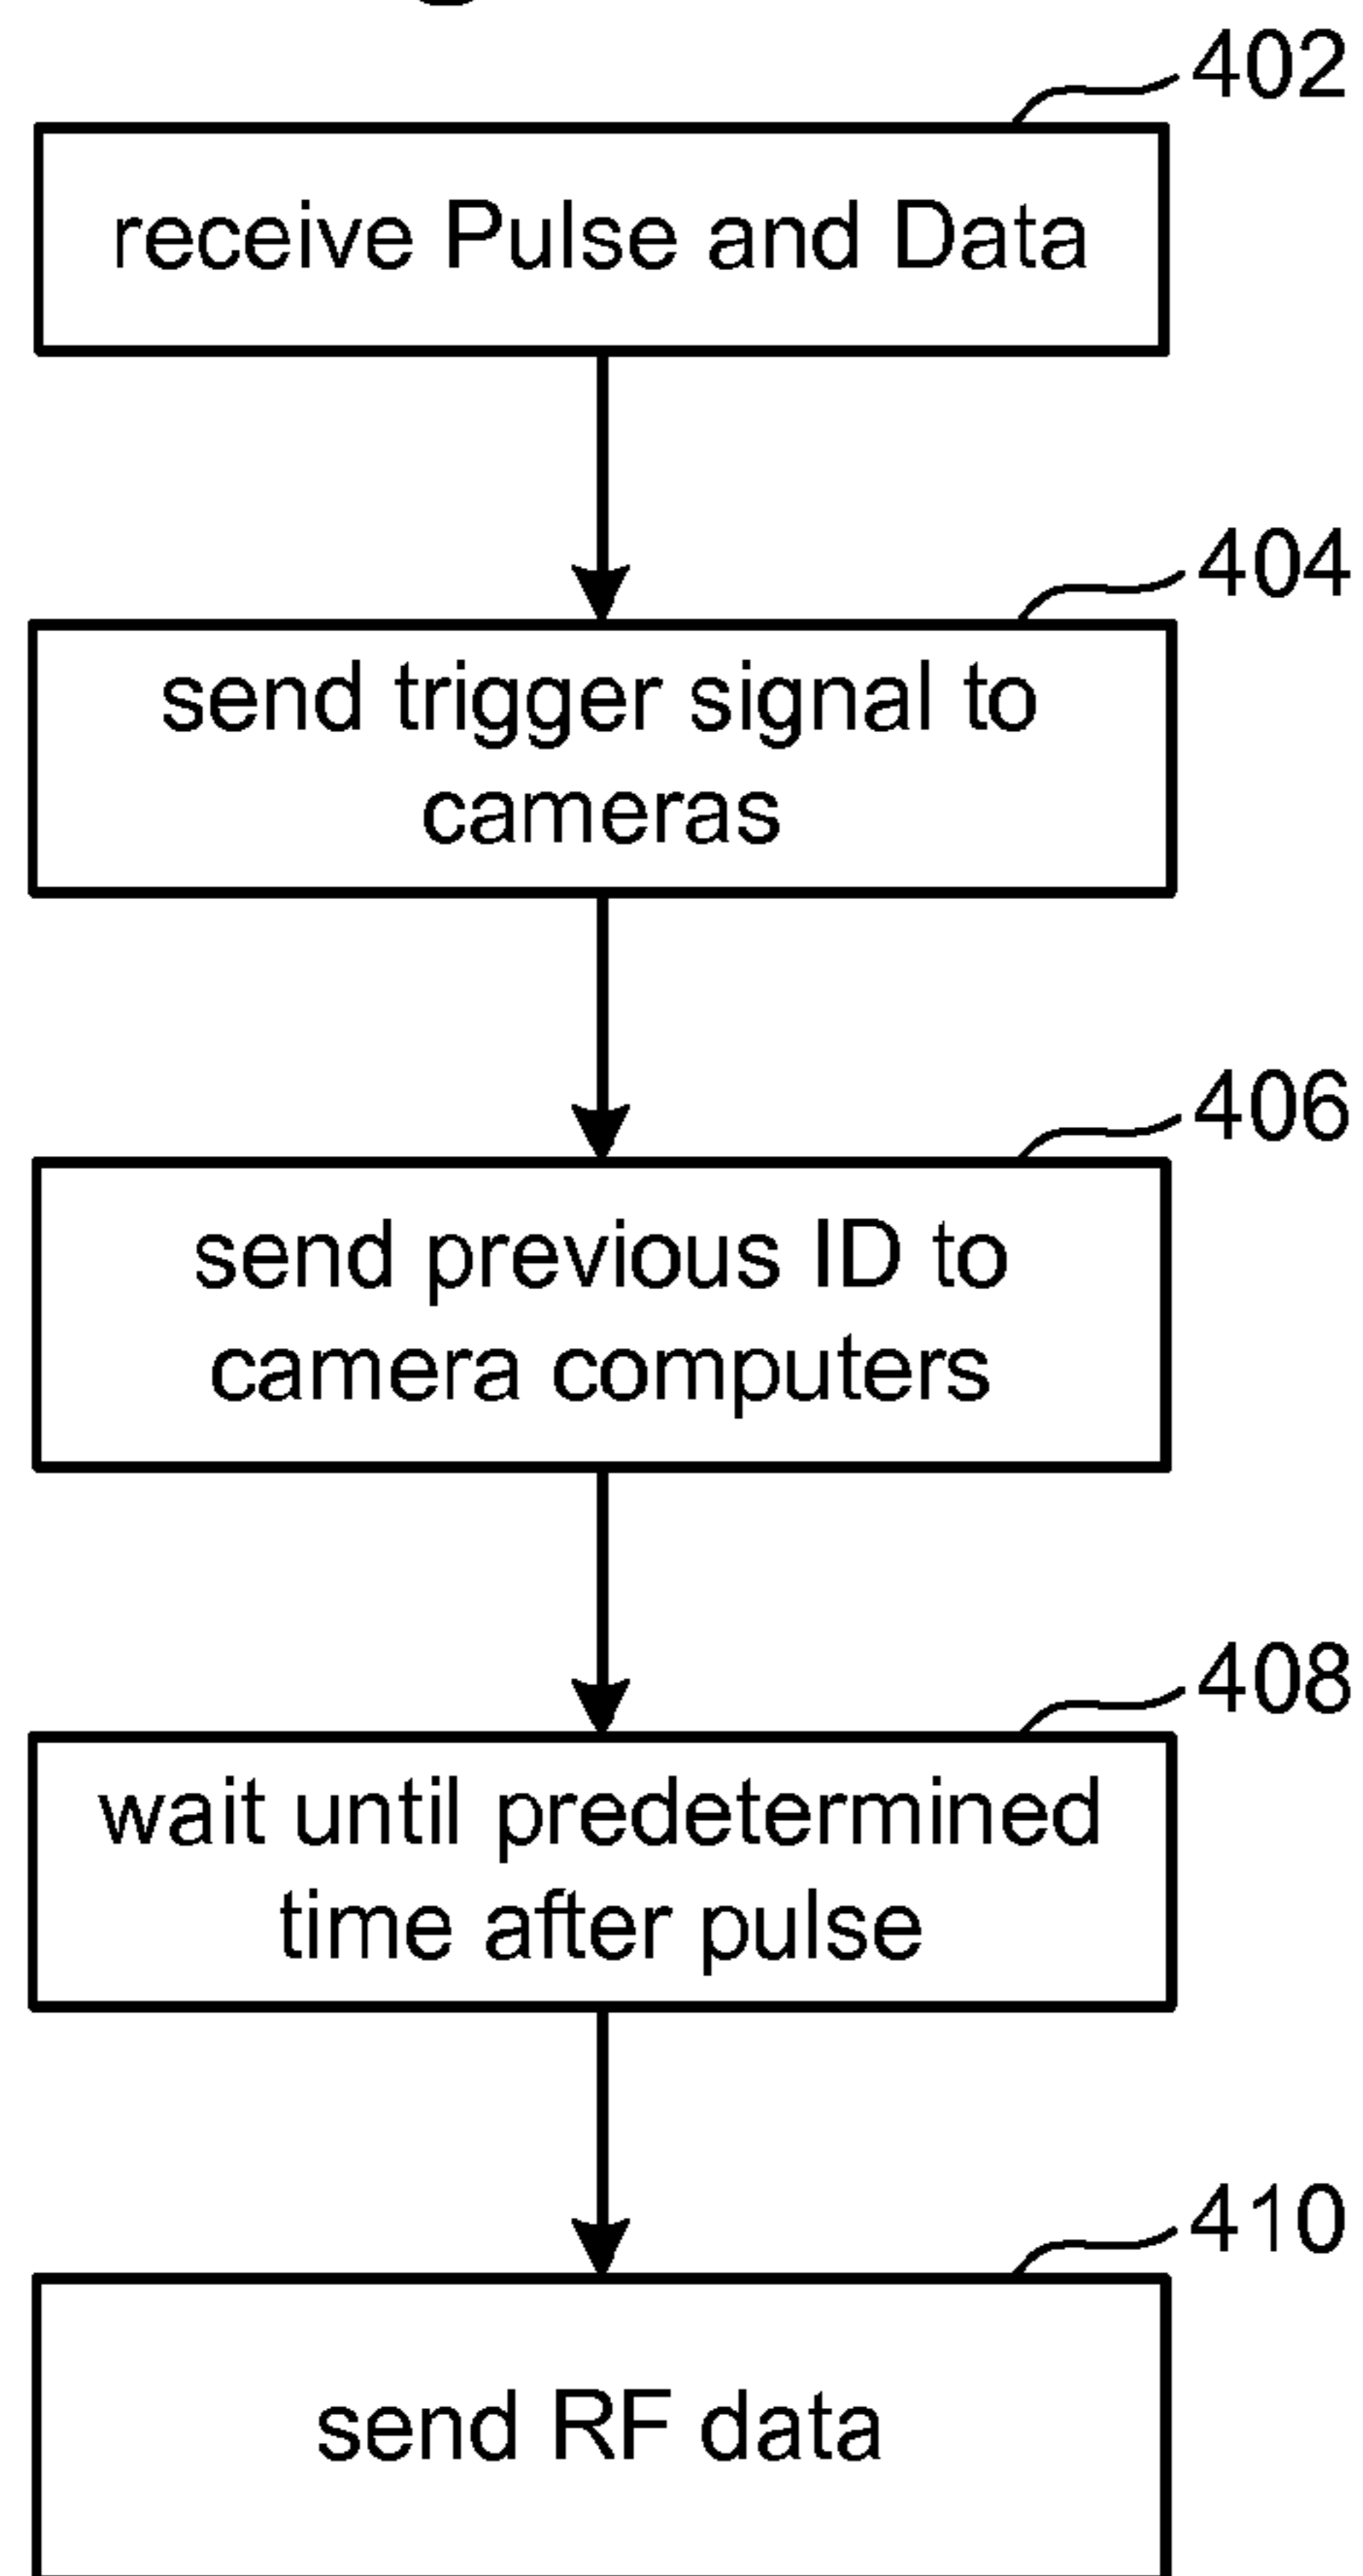 402
receive Pulse and Data
404
send trigger signal to
cameras
406
send previous ID to
camera computers
408
wait until predetermined
time after pulse
410
send RF data